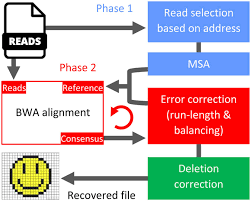 Phase 1
READS
Read selection
based on address
MSA
Phase 2
Reads
Reference
BWA alignment
Consensus
Error correction
(run-length &
balancing)
Deletion
correction
Recovered file